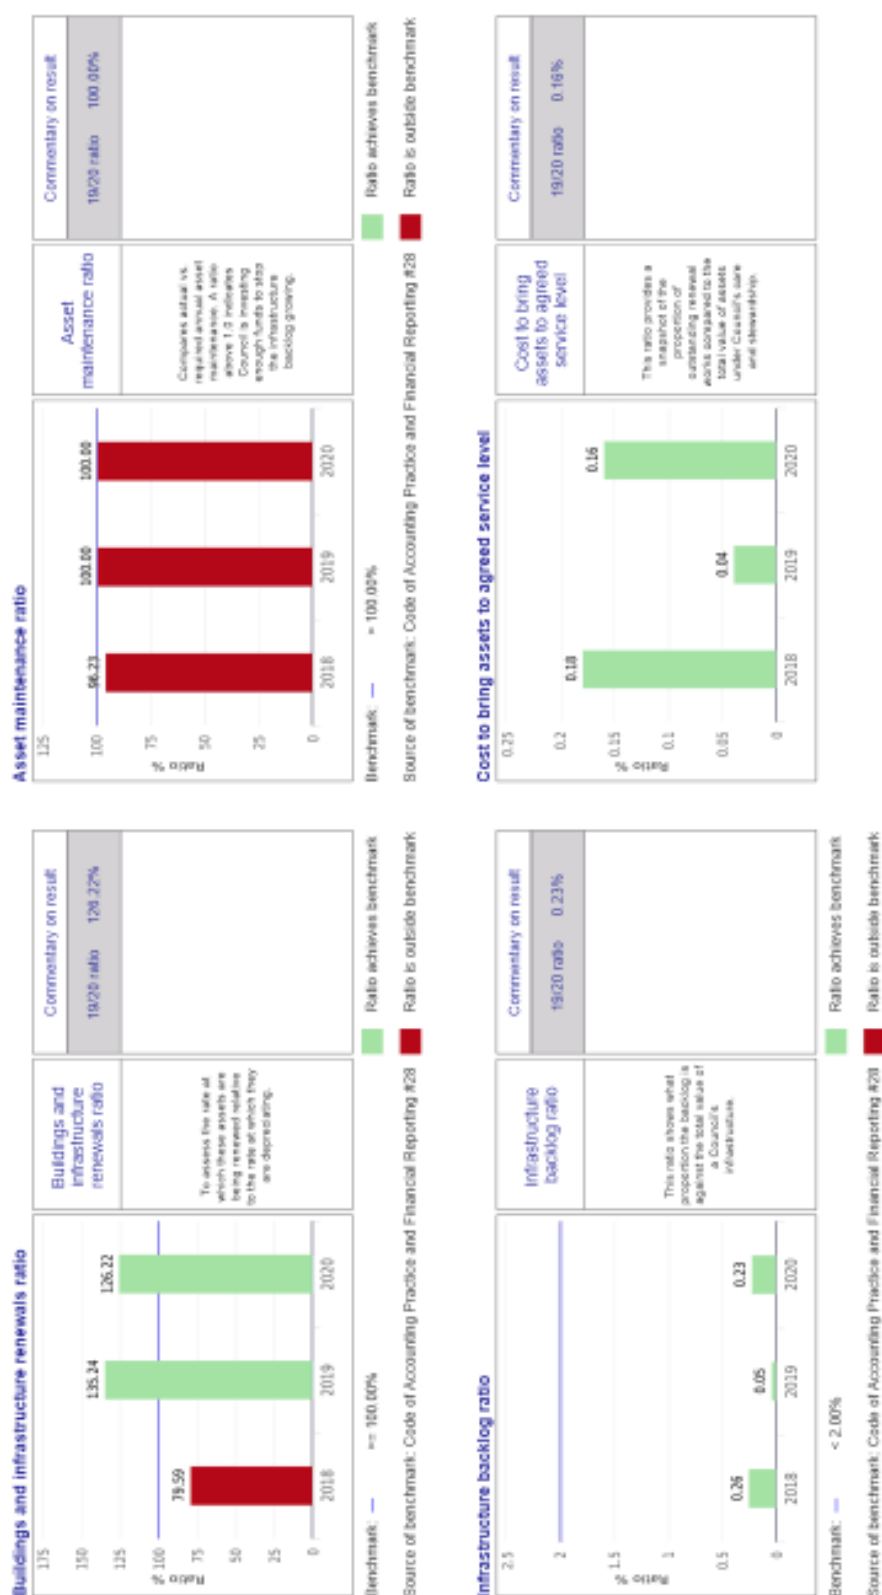 Buildings and infrastructure renewals ratio
175
150
125
100
75
50
25
0
Ratio %
79.59
135.24
126.22
2018
2019
2020
Buildings and
infrastructure
renewals ratio
To assess the rate at
which these assets are
being renewed relative
to the rate at which they
are depreciating.
Commentary on result
19/20 ratio 126.22%
Benchmark: — >= 100.00%
Source of benchmark: Code of Accounting Practice and Financial Reporting #28
Ratio achieves benchmark
Ratio is outside benchmark
Asset maintenance ratio
125
100
75
50
25
0
Ratio %
96.23
100.00
100.00
2018
2019
2020
Asset
maintenance ratio
Compares actual vs.
required annual asset
maintenance. A ratio
above 1.0 indicates
Council is investing
enough funds to stop
the infrastructure
backlog growing.
Commentary on result
19/20 ratio 100.00%
Benchmark: — > 100.00%
Source of benchmark: Code of Accounting Practice and Financial Reporting #28
Ratio achieves benchmark
Ratio is outside benchmark
Infrastructure backlog ratio
2.5
2
1.5
1
0.5
0
Ratio %
0.26
0.05
0.23
2018
2019
2020
Infrastructure
backlog ratio
This ratio shows what
proportion the backlog is
against the total value of
a Council's
infrastructure.
Commentary on result
19/20 ratio 0.23%
Benchmark: — < 2.00%
Source of benchmark: Code of Accounting Practice and Financial Reporting #28
Ratio achieves benchmark
Ratio is outside benchmark
Cost to bring assets to agreed service level
0.25
0.2
0.15
0.1
0.05
0
Ratio %
0.18
0.04
0.16
2018
2019
2020
Cost to bring
assets to agreed
service level
This ratio provides a
snapshot of the
proportion of
outstanding renewal
works compared to the
total value of assets
under Council's care
and stewardship.
Commentary on result
19/20 ratio 0.16%